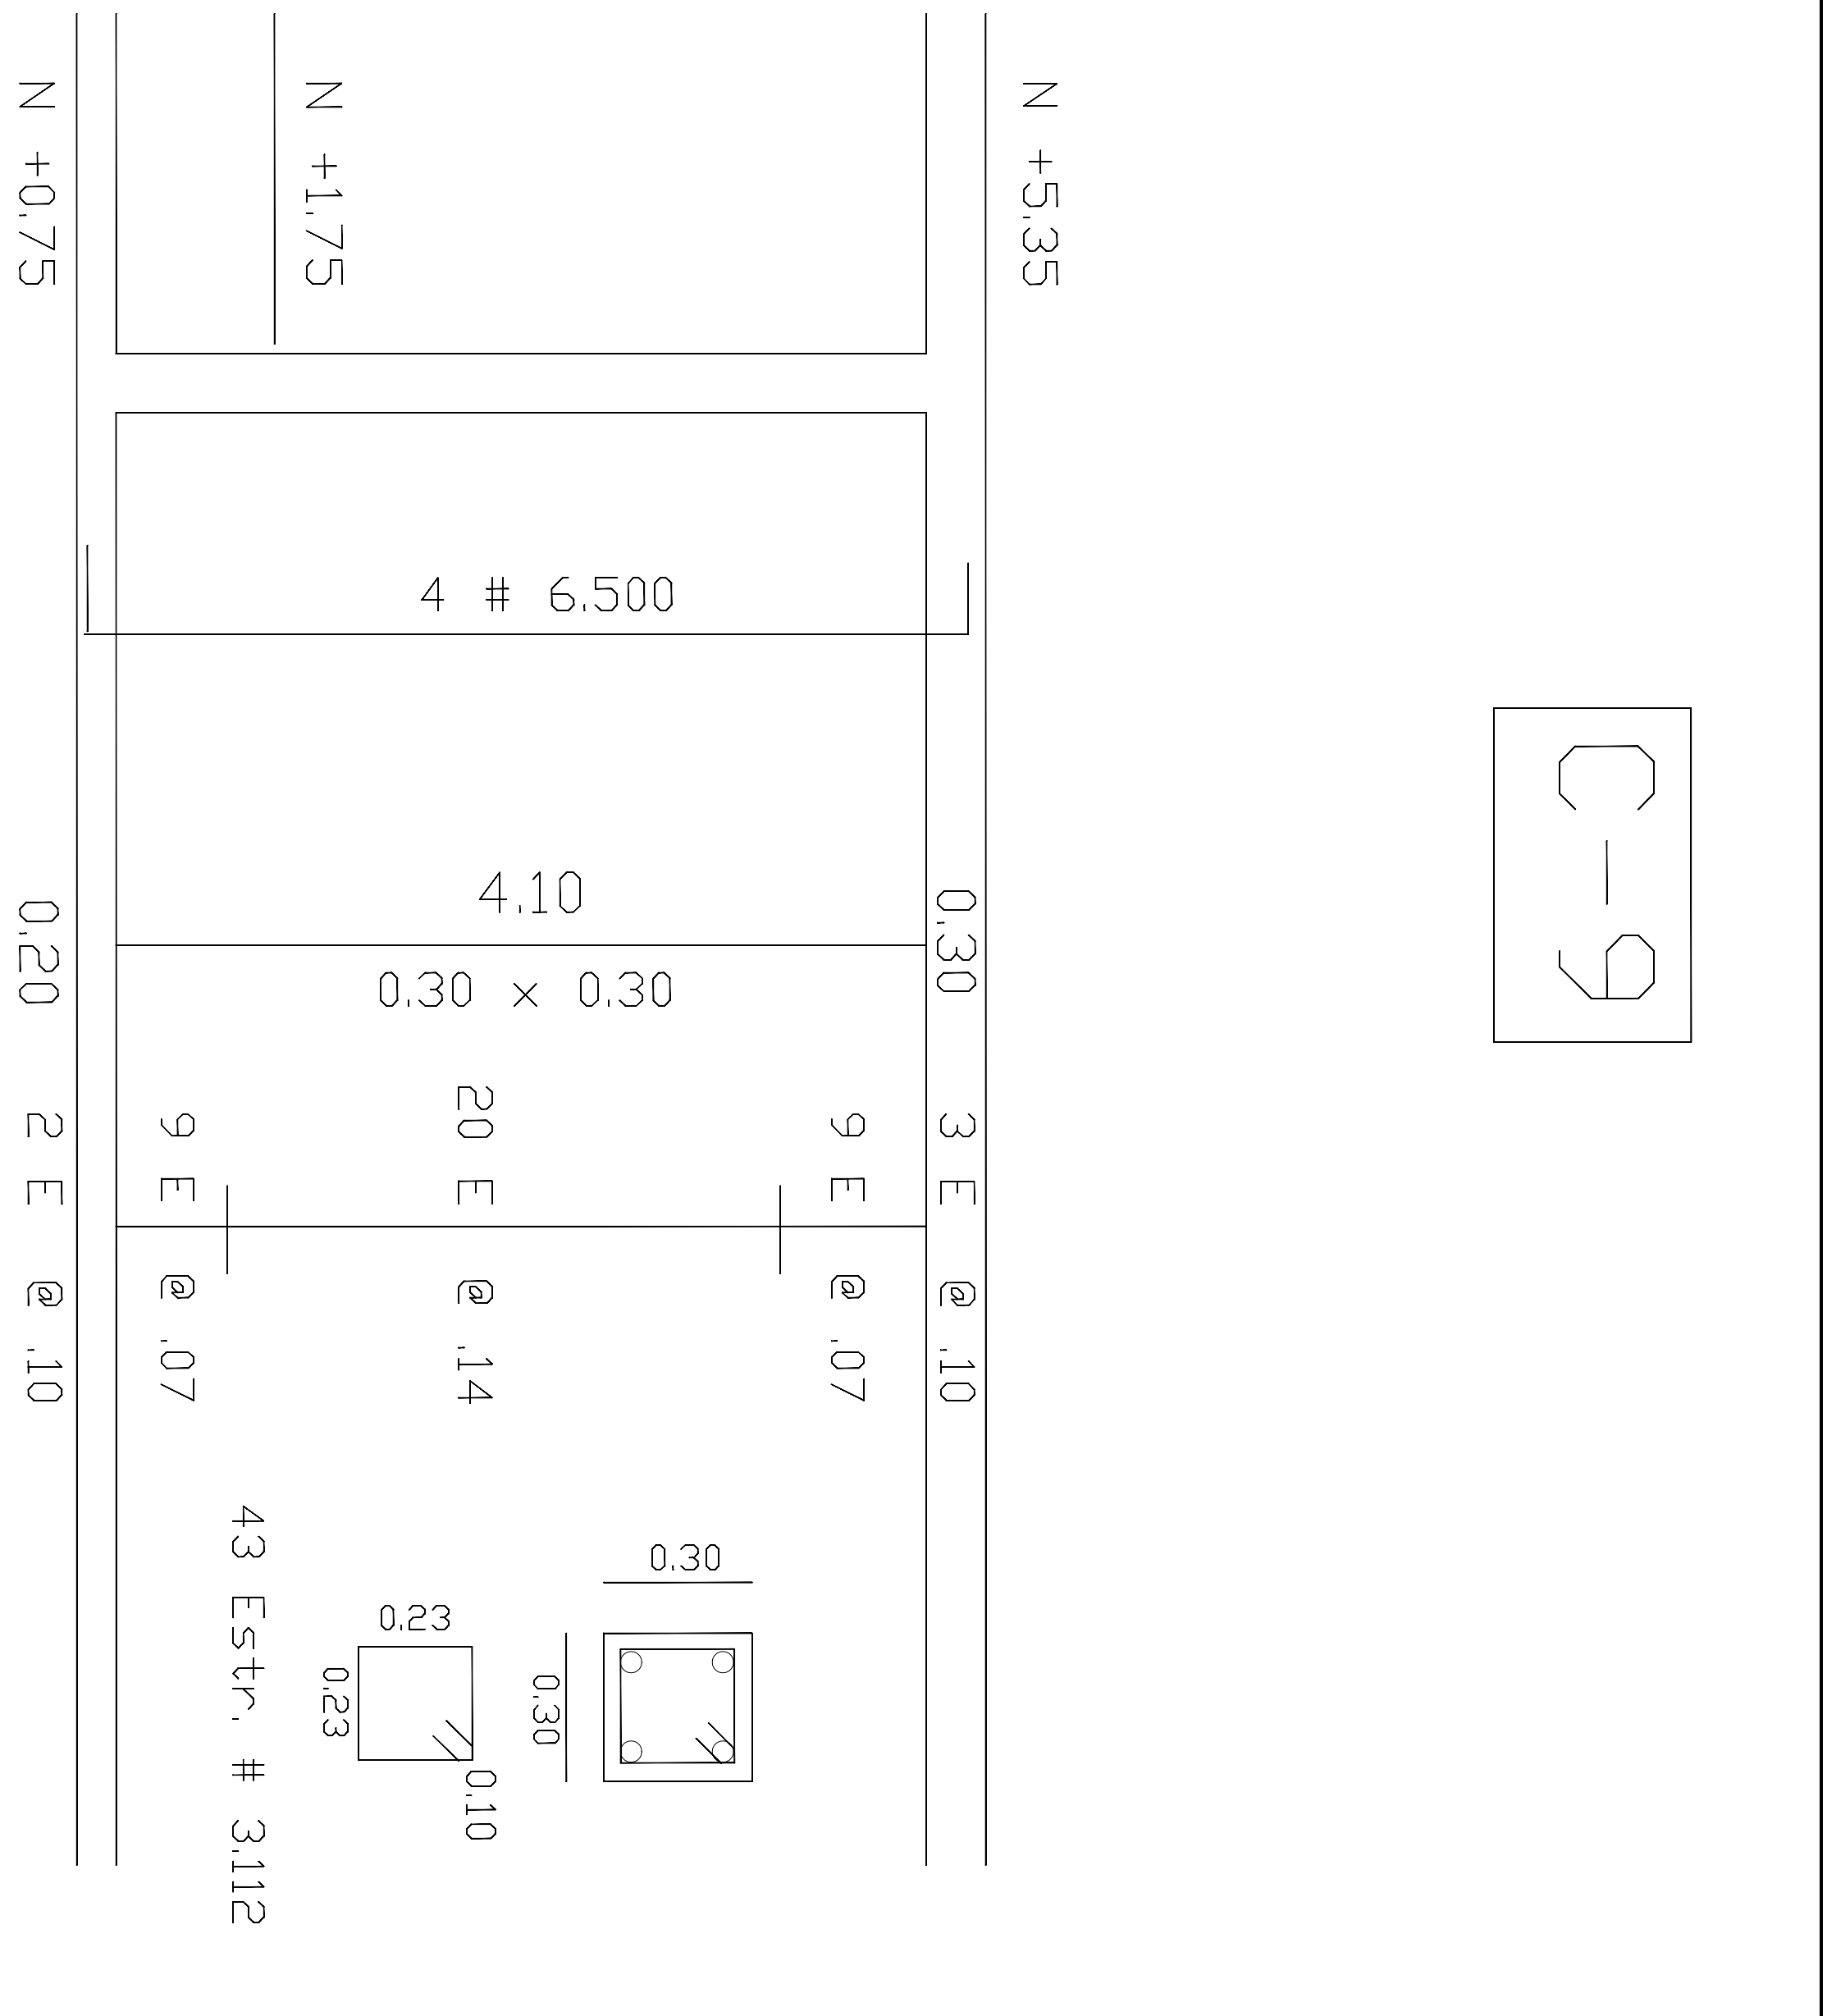 C-9
N +5.35
N +1.75
N +0.75
4 # 6.500
4.10
0.30 x 0.30
0.30
0.20
3 E @ .10
9 E @ .07
20 E @ .14
9 E @ .07
2 E @ .10
0.30
0.30
0.23
0.23
0.10
43 Estr. # 3.112